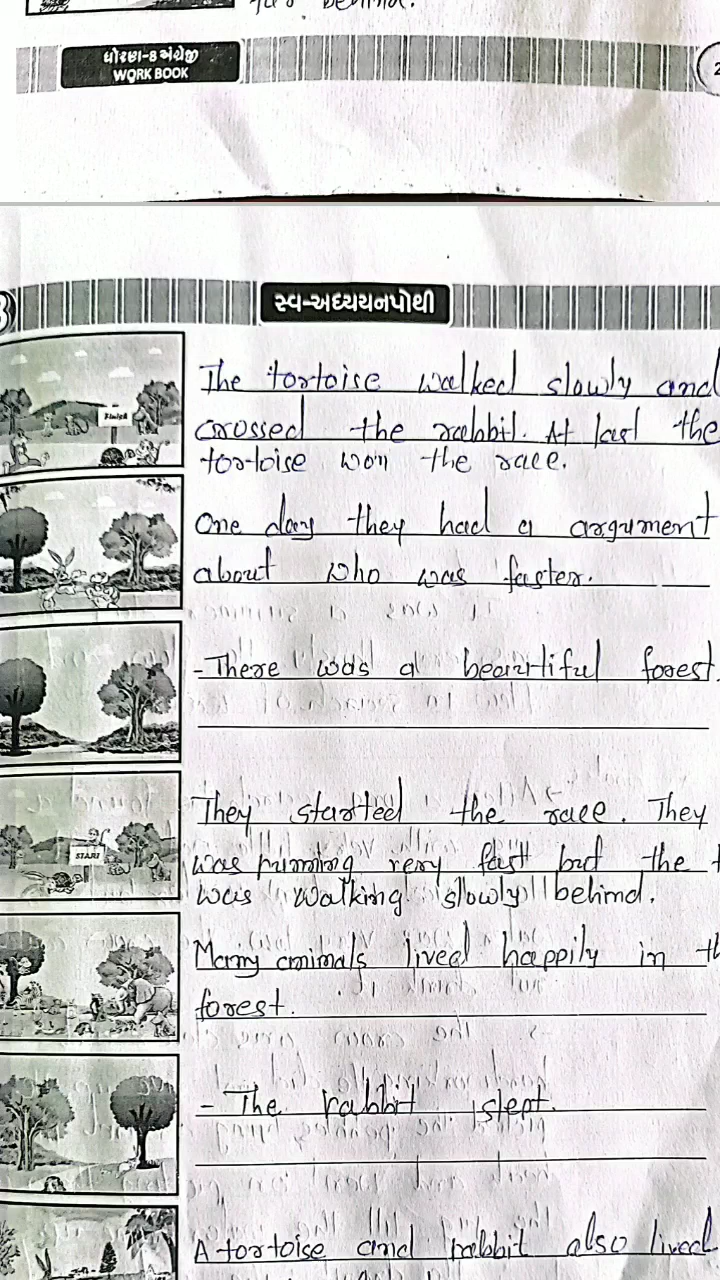 ધોરણ-8 અંગ્રેજી
WORK BOOK
2
સ્વ-અધ્યયનપોથી
The tortoise walked slowly and
crossed the rabbit. At last the
tortoise won the race.
Finish
One day they had a argument
about who was faster.
- There was a beautiful forest.
They started the race. They
was running very fast but the t
was walking slowly behind.
START
Many animals lived happily in th
forest.
- The rabbit slept.
A tortoise and rabbit also lived